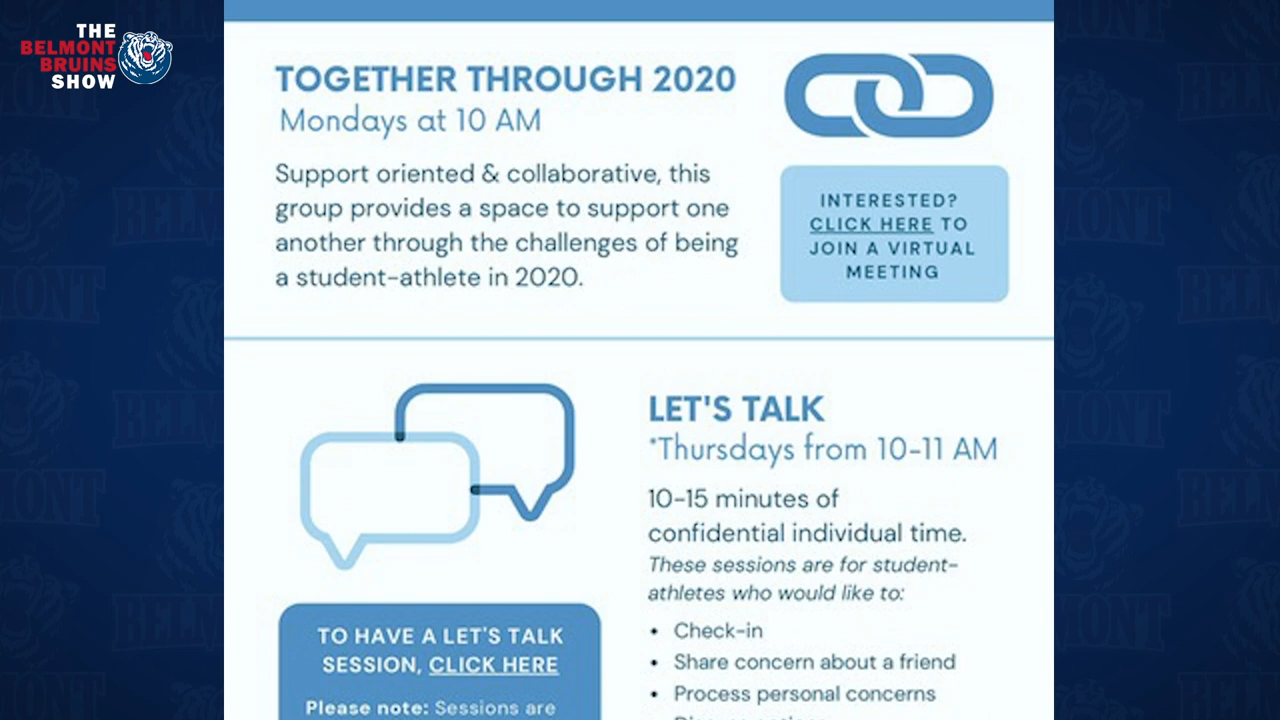 THE
BELMONT
BRUINS
SHOW
TOGETHER THROUGH 2020
Mondays at 10 AM
Support oriented & collaborative, this
group provides a space to support one
another through the challenges of being
a student-athlete in 2020.
INTERESTED?
CLICK HERE TO
JOIN A VIRTUAL
MEETING
LET'S TALK
*Thursdays from 10-11 AM
10-15 minutes of
confidential individual time.
These sessions are for student-
athletes who would like to:
• Check-in
• Share concern about a friend
• Process personal concerns
TO HAVE A LET'S TALK
SESSION, CLICK HERE
Please note: Sessions are